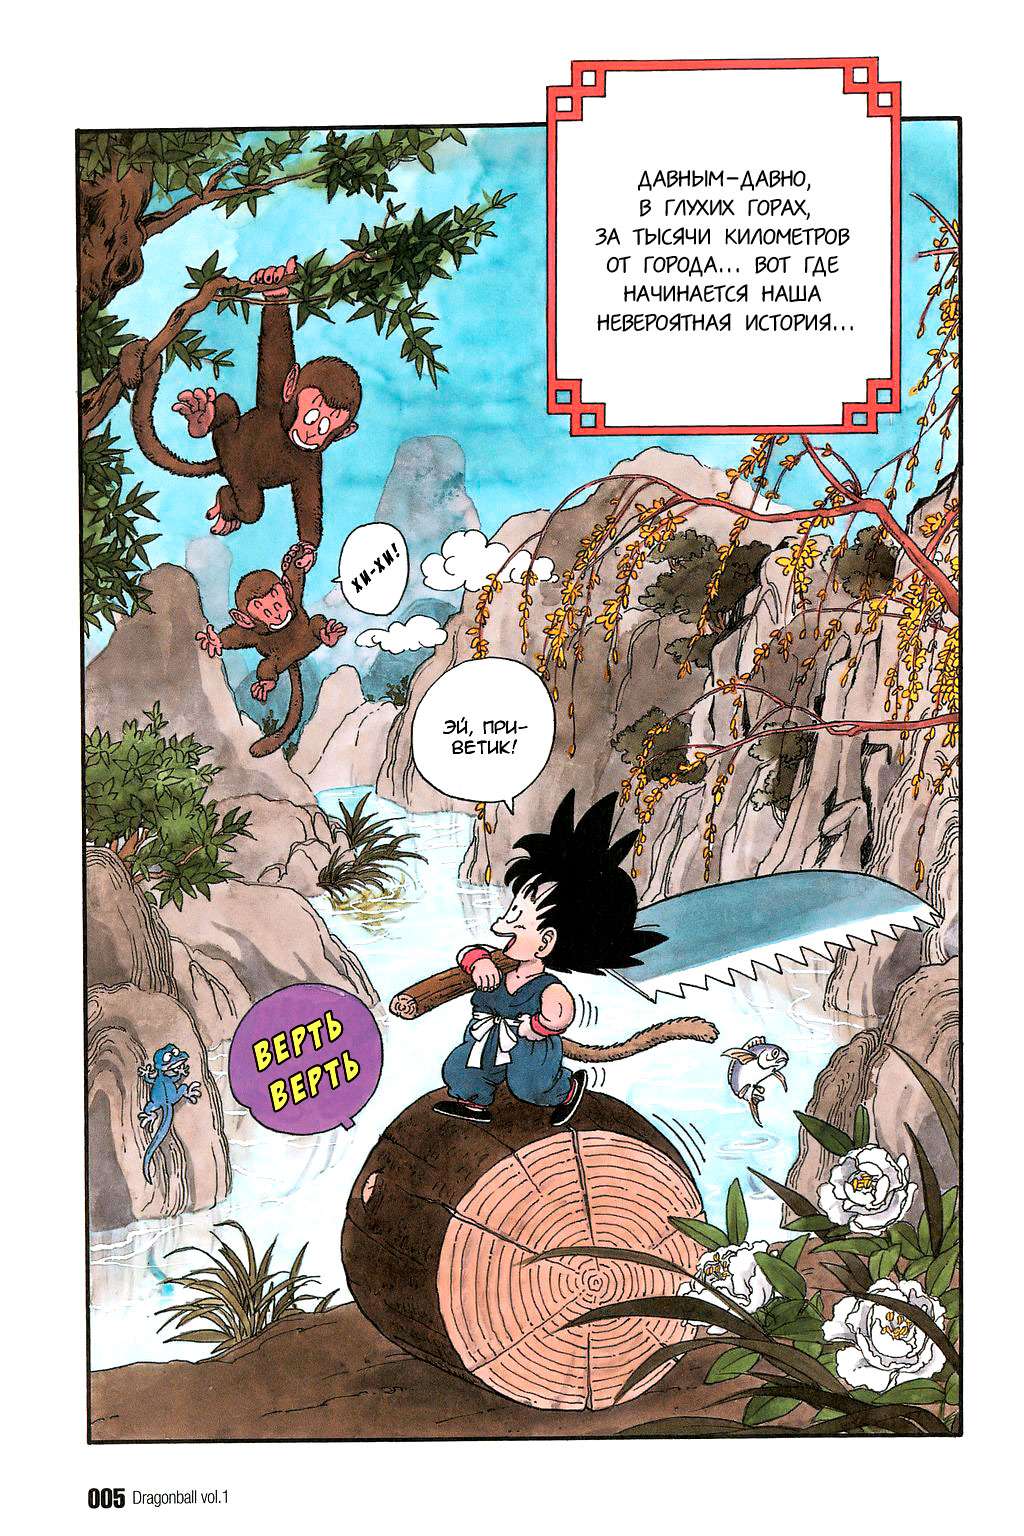 ДАВНЫМ-ДАВНО,
В ГЛУХИХ ГОРАХ,
ЗА ТЫСЯЧИ КИЛОМЕТРОВ
ОТ ГОРОДА... ВОТ ГДЕ
НАЧИНАЕТСЯ НАША
НЕВЕРОЯТНАЯ ИСТОРИЯ...
ХИ-ХИ!
ЭЙ, ПРИ-
ВЕТИК!
ВЕРТЬ
ВЕРТЬ
005 Dragonball vol.1